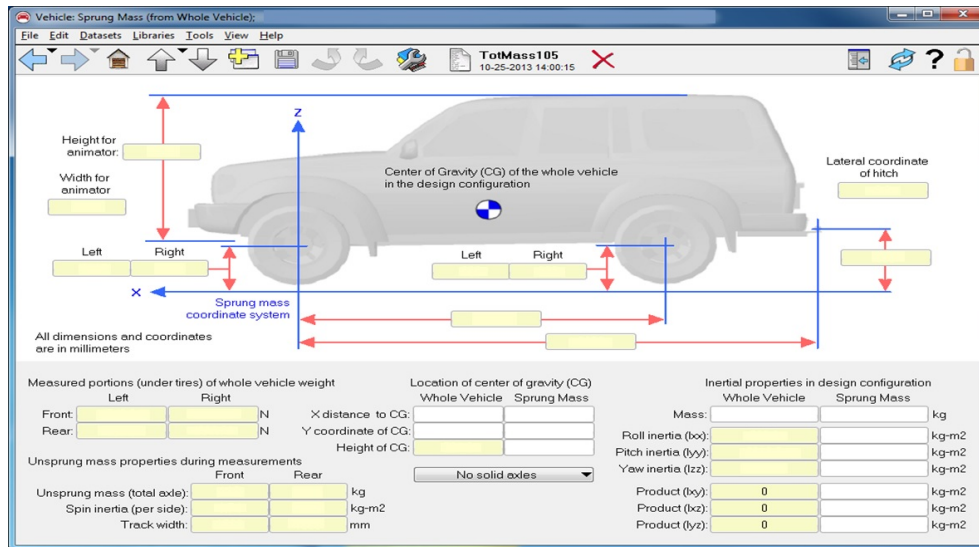 Vehicle: Sprung Mass (from Whole Vehicle);
File Edit Datasets Libraries Tools View Help
TotMass105
10-25-2013 14:00:15
Z
Height for
animator:
Width for
animator
Center of Gravity (CG) of the whole vehicle
in the design configuration
Lateral coordinate
of hitch
Left Right
Left Right
X
Sprung mass
coordinate system
All dimensions and coordinates
are in millimeters
Measured portions (under tires) of whole vehicle weight
Left Right
Front: N
Rear: N
Unsprung mass properties during measurements
Front Rear
Unsprung mass (total axle): kg
Spin inertia (per side): kg-m2
Track width: mm
Location of center of gravity (CG)
Whole Vehicle Sprung Mass
X distance to CG:
Y coordinate of CG:
Height of CG:
No solid axles
Inertial properties in design configuration
Whole Vehicle Sprung Mass
Mass: kg
Roll inertia (Ixx): kg-m2
Pitch inertia (Iyy): kg-m2
Yaw inertia (Izz): kg-m2
Product (Ixy): 0 kg-m2
Product (Ixz): 0 kg-m2
Product (Iyz): 0 kg-m2